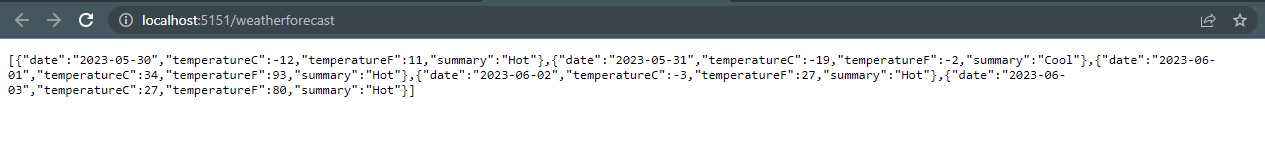 localhost:5151/weatherforecast
[{"date":"2023-05-30","temperatureC":-12,"temperatureF":11,"summary":"Hot"},{"date":"2023-05-31","temperatureC":-19,"temperatureF":-2,"summary":"Cool"},{"date":"2023-06-
01","temperatureC":34,"temperatureF":93,"summary":"Hot"},{"date":"2023-06-02","temperatureC":-3,"temperatureF":27,"summary":"Hot"},{"date":"2023-06-
03","temperatureC":27,"temperatureF":80,"summary":"Hot"}]